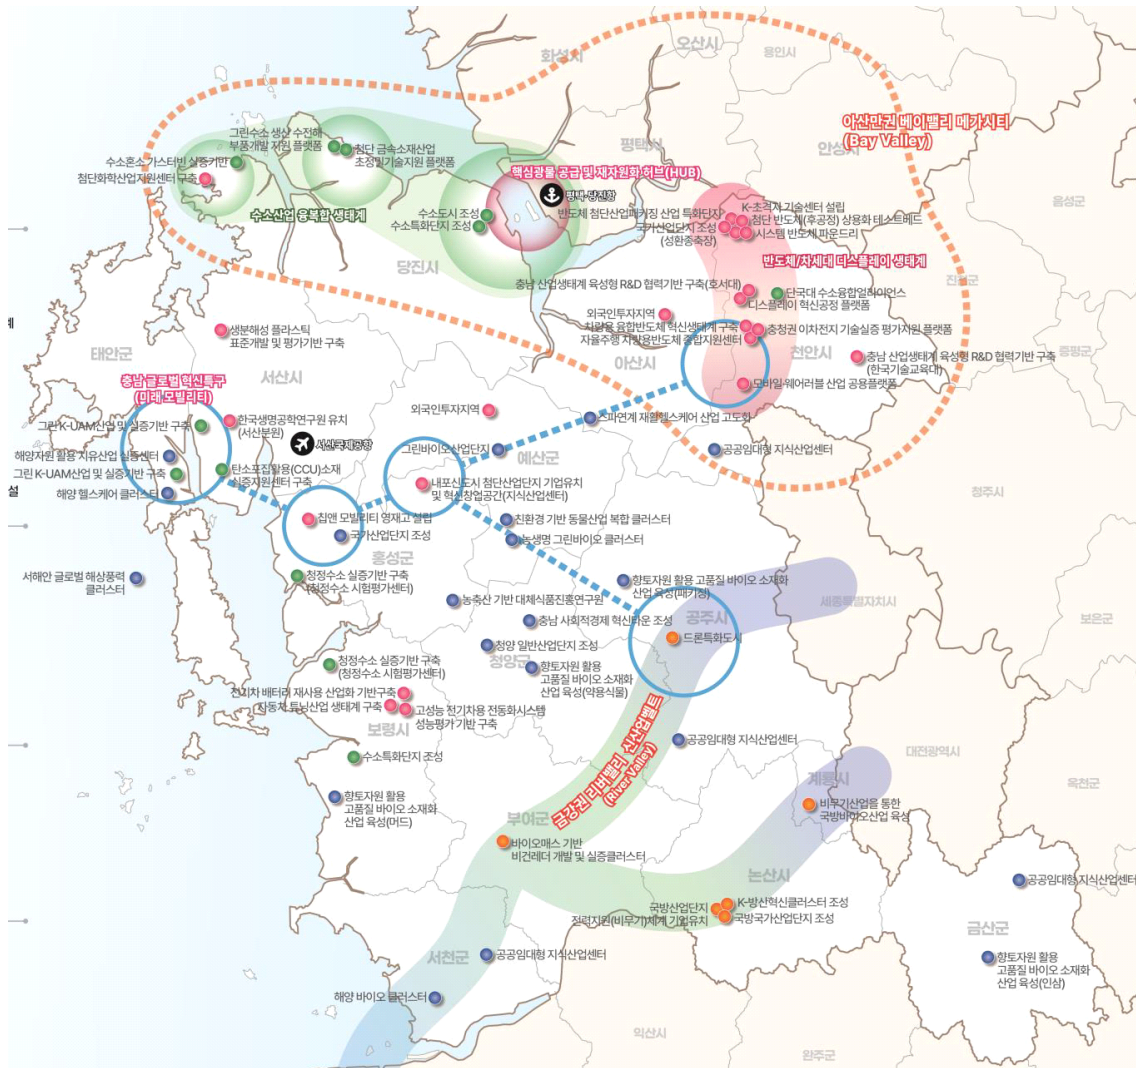 화성시
오산시
용인시
아산만권 베이밸리 메가시티
(Bay Valley)
평택시
안성시
음성군
그린수소 생산 수전해
부품개발 지원 플랫폼
첨단 금속소재산업
초정밀기술지원 플랫폼
수소혼소 가스터빈 실증기반
첨단화학산업지원센터 구축
수소산업 융복합 생태계
핵심광물 공급 및 재자원화 허브(HUB)
평택·당진항
수소도시 조성
수소특화단지 조성
반도체 첨단산업패키징 산업 특화단지
국가산업단지 조성
(성환종축장)
K-초격차 기술센터 설립
첨단 반도체(후공정) 상용화 테스트베드
시스템 반도체 파운드리
반도체/차세대 디스플레이 생태계
당진시
진천군
충남 산업생태계 육성형 R&D 협력기반 구축(호서대)
단국대 수소융합얼라이언스
디스플레이 혁신공정 플랫폼
외국인투자지역
차량용 융합반도체 혁신생태계 구축
자율주행 차량용반도체 종합지원센터
충청권 이차전지 기술실증 평가지원 플랫폼
계
생분해성 플라스틱
표준개발 및 평가기반 구축
태안군
서산시
아산시
천안시
증평군
충남 산업생태계 육성형 R&D 협력기반 구축
(한국기술교육대)
모바일·웨어러블 산업 공용플랫폼
충남 글로벌 혁신특구
(미래 모빌리티)
그린 K-UAM산업 및 실증기반 구축
한국생명공학연구원 유치
(서산분원)
외국인투자지역
스파연계 재활헬스케어 산업 고도화
서산국제공항
해양자원 활용 치유산업 실증센터
그린 K-UAM산업 및 실증기반 구축
해양 헬스케어 클러스터
탄소포집활용(CCU)소재
실증지원센터 구축
그린바이오산업단지
예산군
공공임대형 지식산업센터
청주시
설
내포신도시 첨단산업단지 기업유치
및 혁신창업공간(지식산업센터)
칩앤 모빌리티 영재고 설립
국가산업단지 조성
친환경 기반 동물산업 복합 클러스터
농생명 그린바이오 클러스터
홍성군
서해안 글로벌 해상풍력
클러스터
청정수소 실증기반 구축
(청정수소 시험평가센터)
향토자원 활용 고품질 바이오 소재화
산업 육성(패키징)
농축산 기반 대체식품진흥연구원
충남 사회적경제 혁신타운 조성
공주시
세종특별자치시
보은군
드론특화도시
청양 일반산업단지 조성
청양군
향토자원 활용
고품질 바이오 소재화
산업 육성(약용식물)
청정수소 실증기반 구축
(청정수소 시험평가센터)
전기차 배터리 재사용 산업화 기반구축
자동차 튜닝산업 생태계 구축
고성능 전기차용 전동화시스템
성능평가 기반 구축
보령시
금강권 리버밸리 신산업벨트
(River Valley)
공공임대형 지식산업센터
대전광역시
수소특화단지 조성
옥천군
계룡시
향토자원 활용
고품질 바이오 소재화
산업 육성(머드)
비무기산업을 통한
국방바이오산업 육성
부여군
바이오매스 기반
비건레더 개발 및 실증클러스터
논산시
공공임대형 지식산업센터
국방산업단지
전력지원(비무기)체계 기업유치
K-방산혁신클러스터 조성
국방국가산업단지 조성
금산군
서천군
공공임대형 지식산업센터
향토자원 활용
고품질 바이오 소재화
산업 육성(인삼)
해양 바이오 클러스터
익산시
완주군